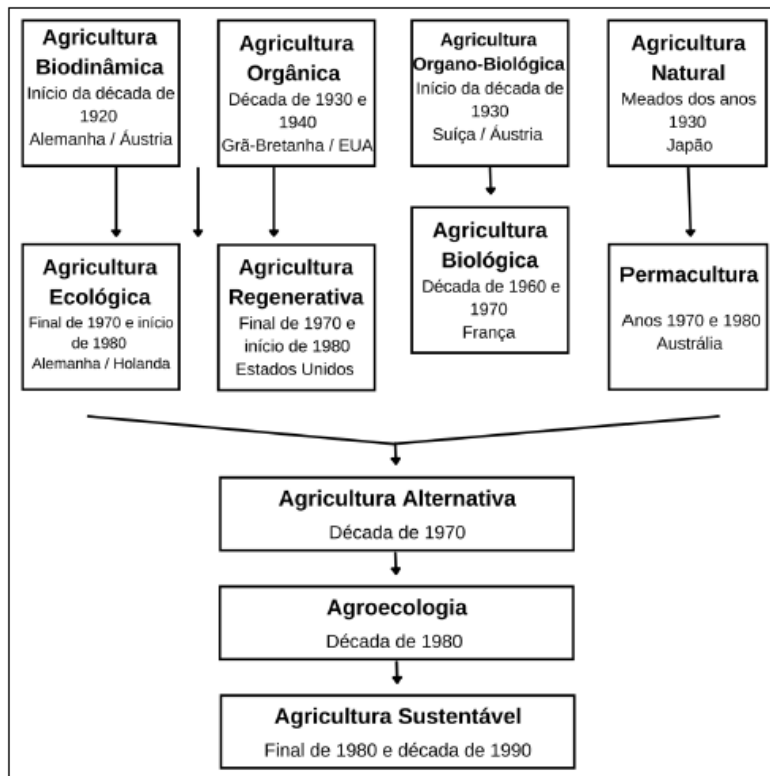 Agricultura
Biodinâmica
Início da década de
1920
Alemanha / Áustria
Agricultura
Orgânica
Década de 1930 e
1940
Grã-Bretanha / EUA
Agricultura
Organo-Biológica
Início da década de
1930
Suíça / Áustria
Agricultura
Natural
Meados dos anos
1930
Japão
Agricultura
Ecológica
Final de 1970 e início
de 1980
Alemanha / Holanda
Agricultura
Regenerativa
Final de 1970 e
início de 1980
Estados Unidos
Agricultura
Biológica
Década de 1960 e
1970
França
Permacultura
Anos 1970 e 1980
Austrália
Agricultura Alternativa
Década de 1970
Agroecologia
Década de 1980
Agricultura Sustentável
Final de 1980 e década de 1990